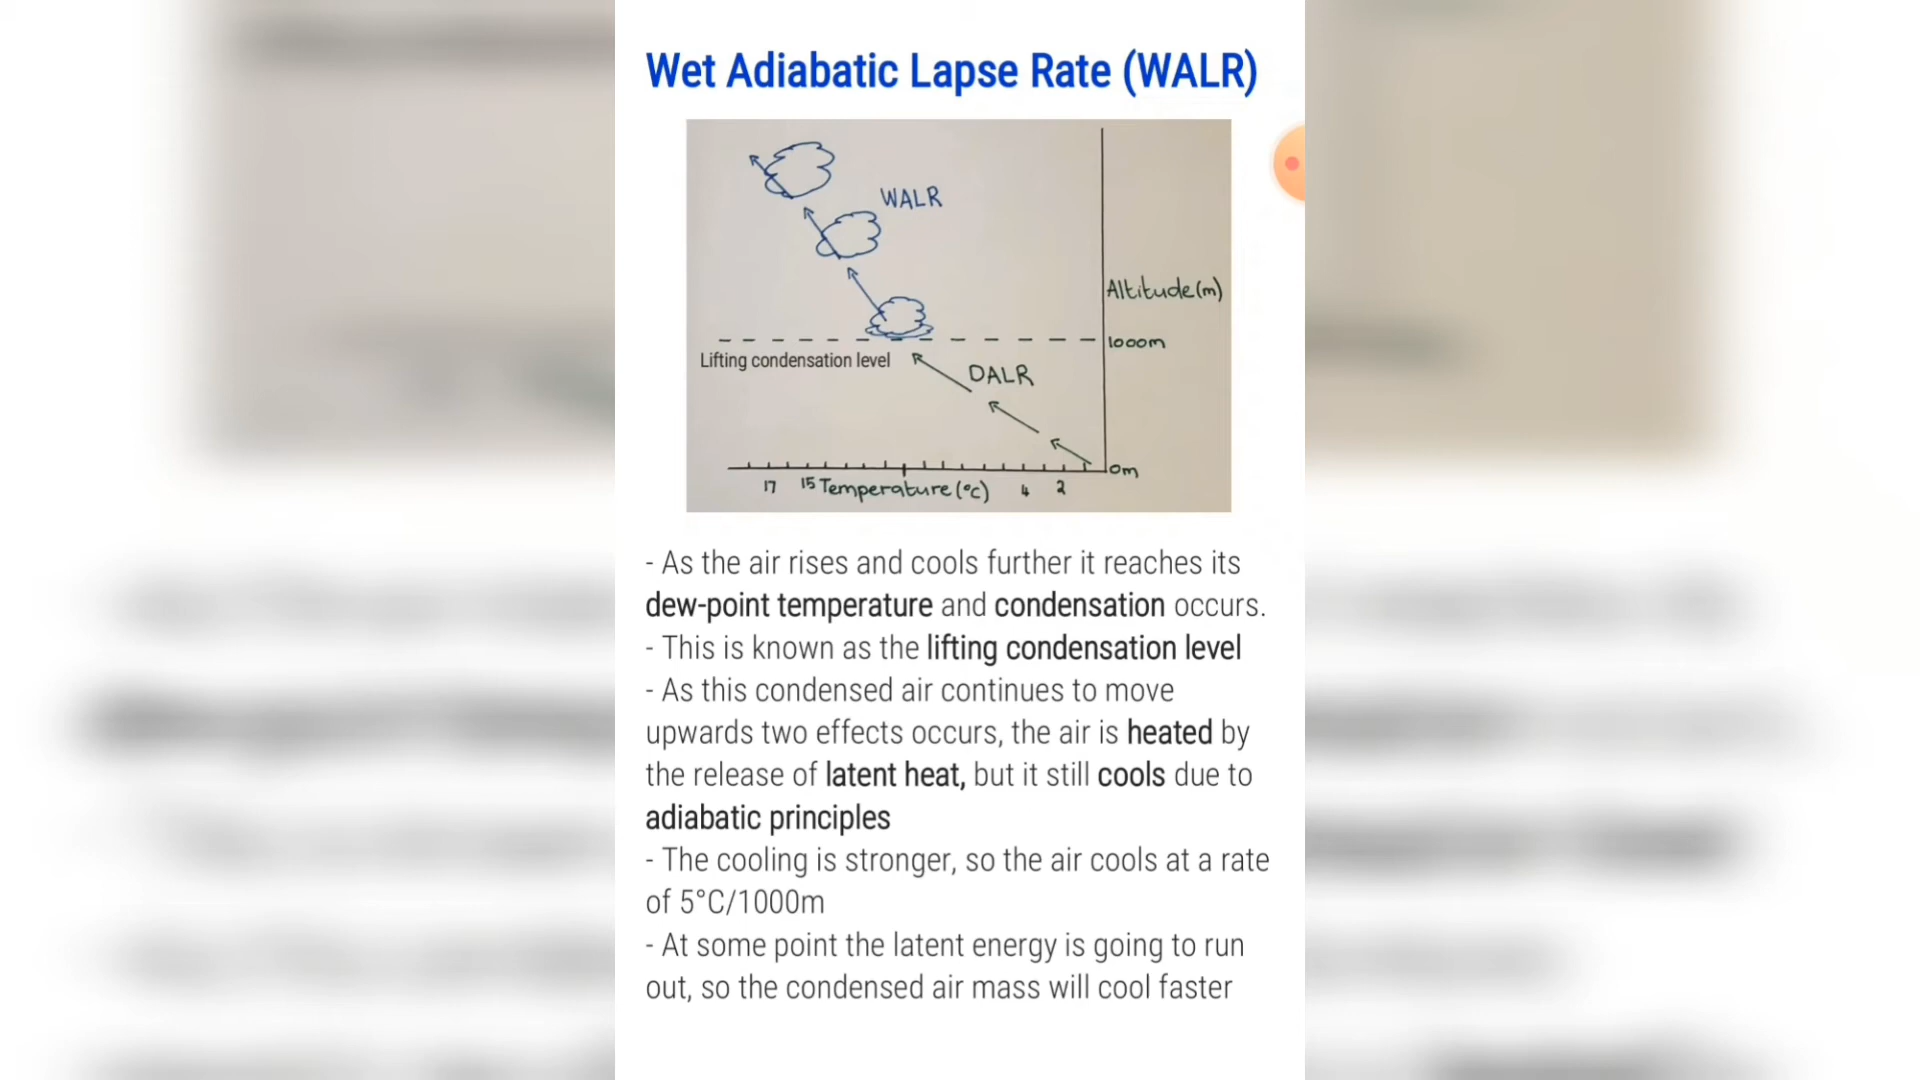 Wet Adiabatic Lapse Rate (WALR)
WALR
Altitude(m)
1000m
Lifting condensation level
DALR
0m
17 15 Temperature (°C) 4 2
- As the air rises and cools further it reaches its
dew-point temperature and condensation occurs.
- This is known as the lifting condensation level
- As this condensed air continues to move
upwards two effects occurs, the air is heated by
the release of latent heat, but it still cools due to
adiabatic principles
- The cooling is stronger, so the air cools at a rate
of 5°C/1000m
- At some point the latent energy is going to run
out, so the condensed air mass will cool faster